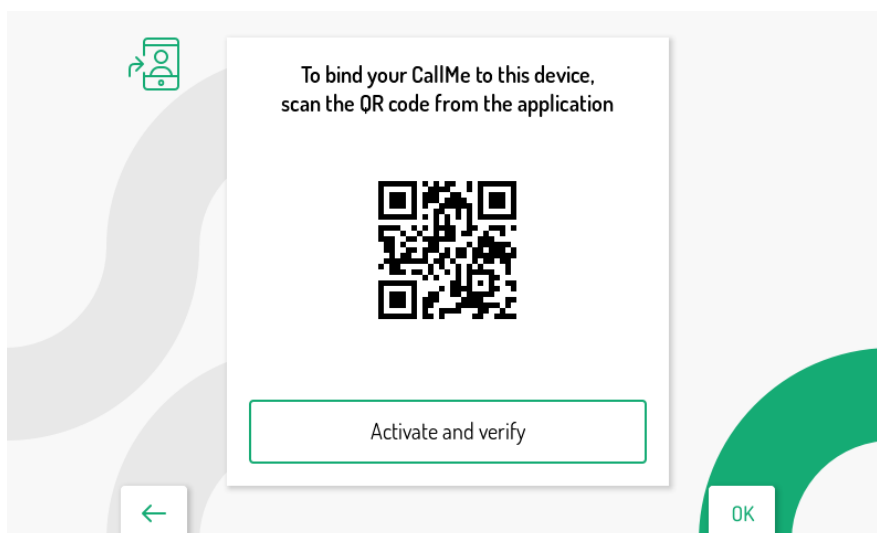 To bind your CallMe to this device,
scan the QR code from the application
Activate and verify
OK